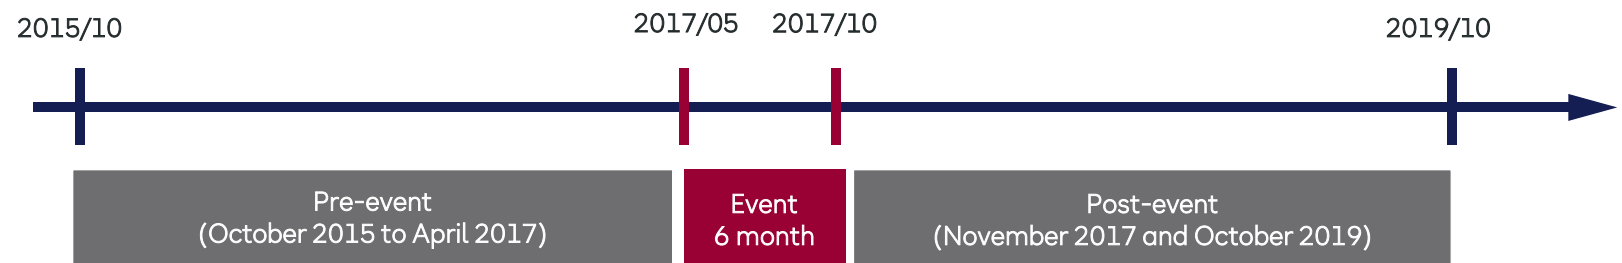 2015/10
2017/05
2017/10
2019/10
Pre-event
(October 2015 to April 2017)
Event
6 month
Post-event
(November 2017 and October 2019)